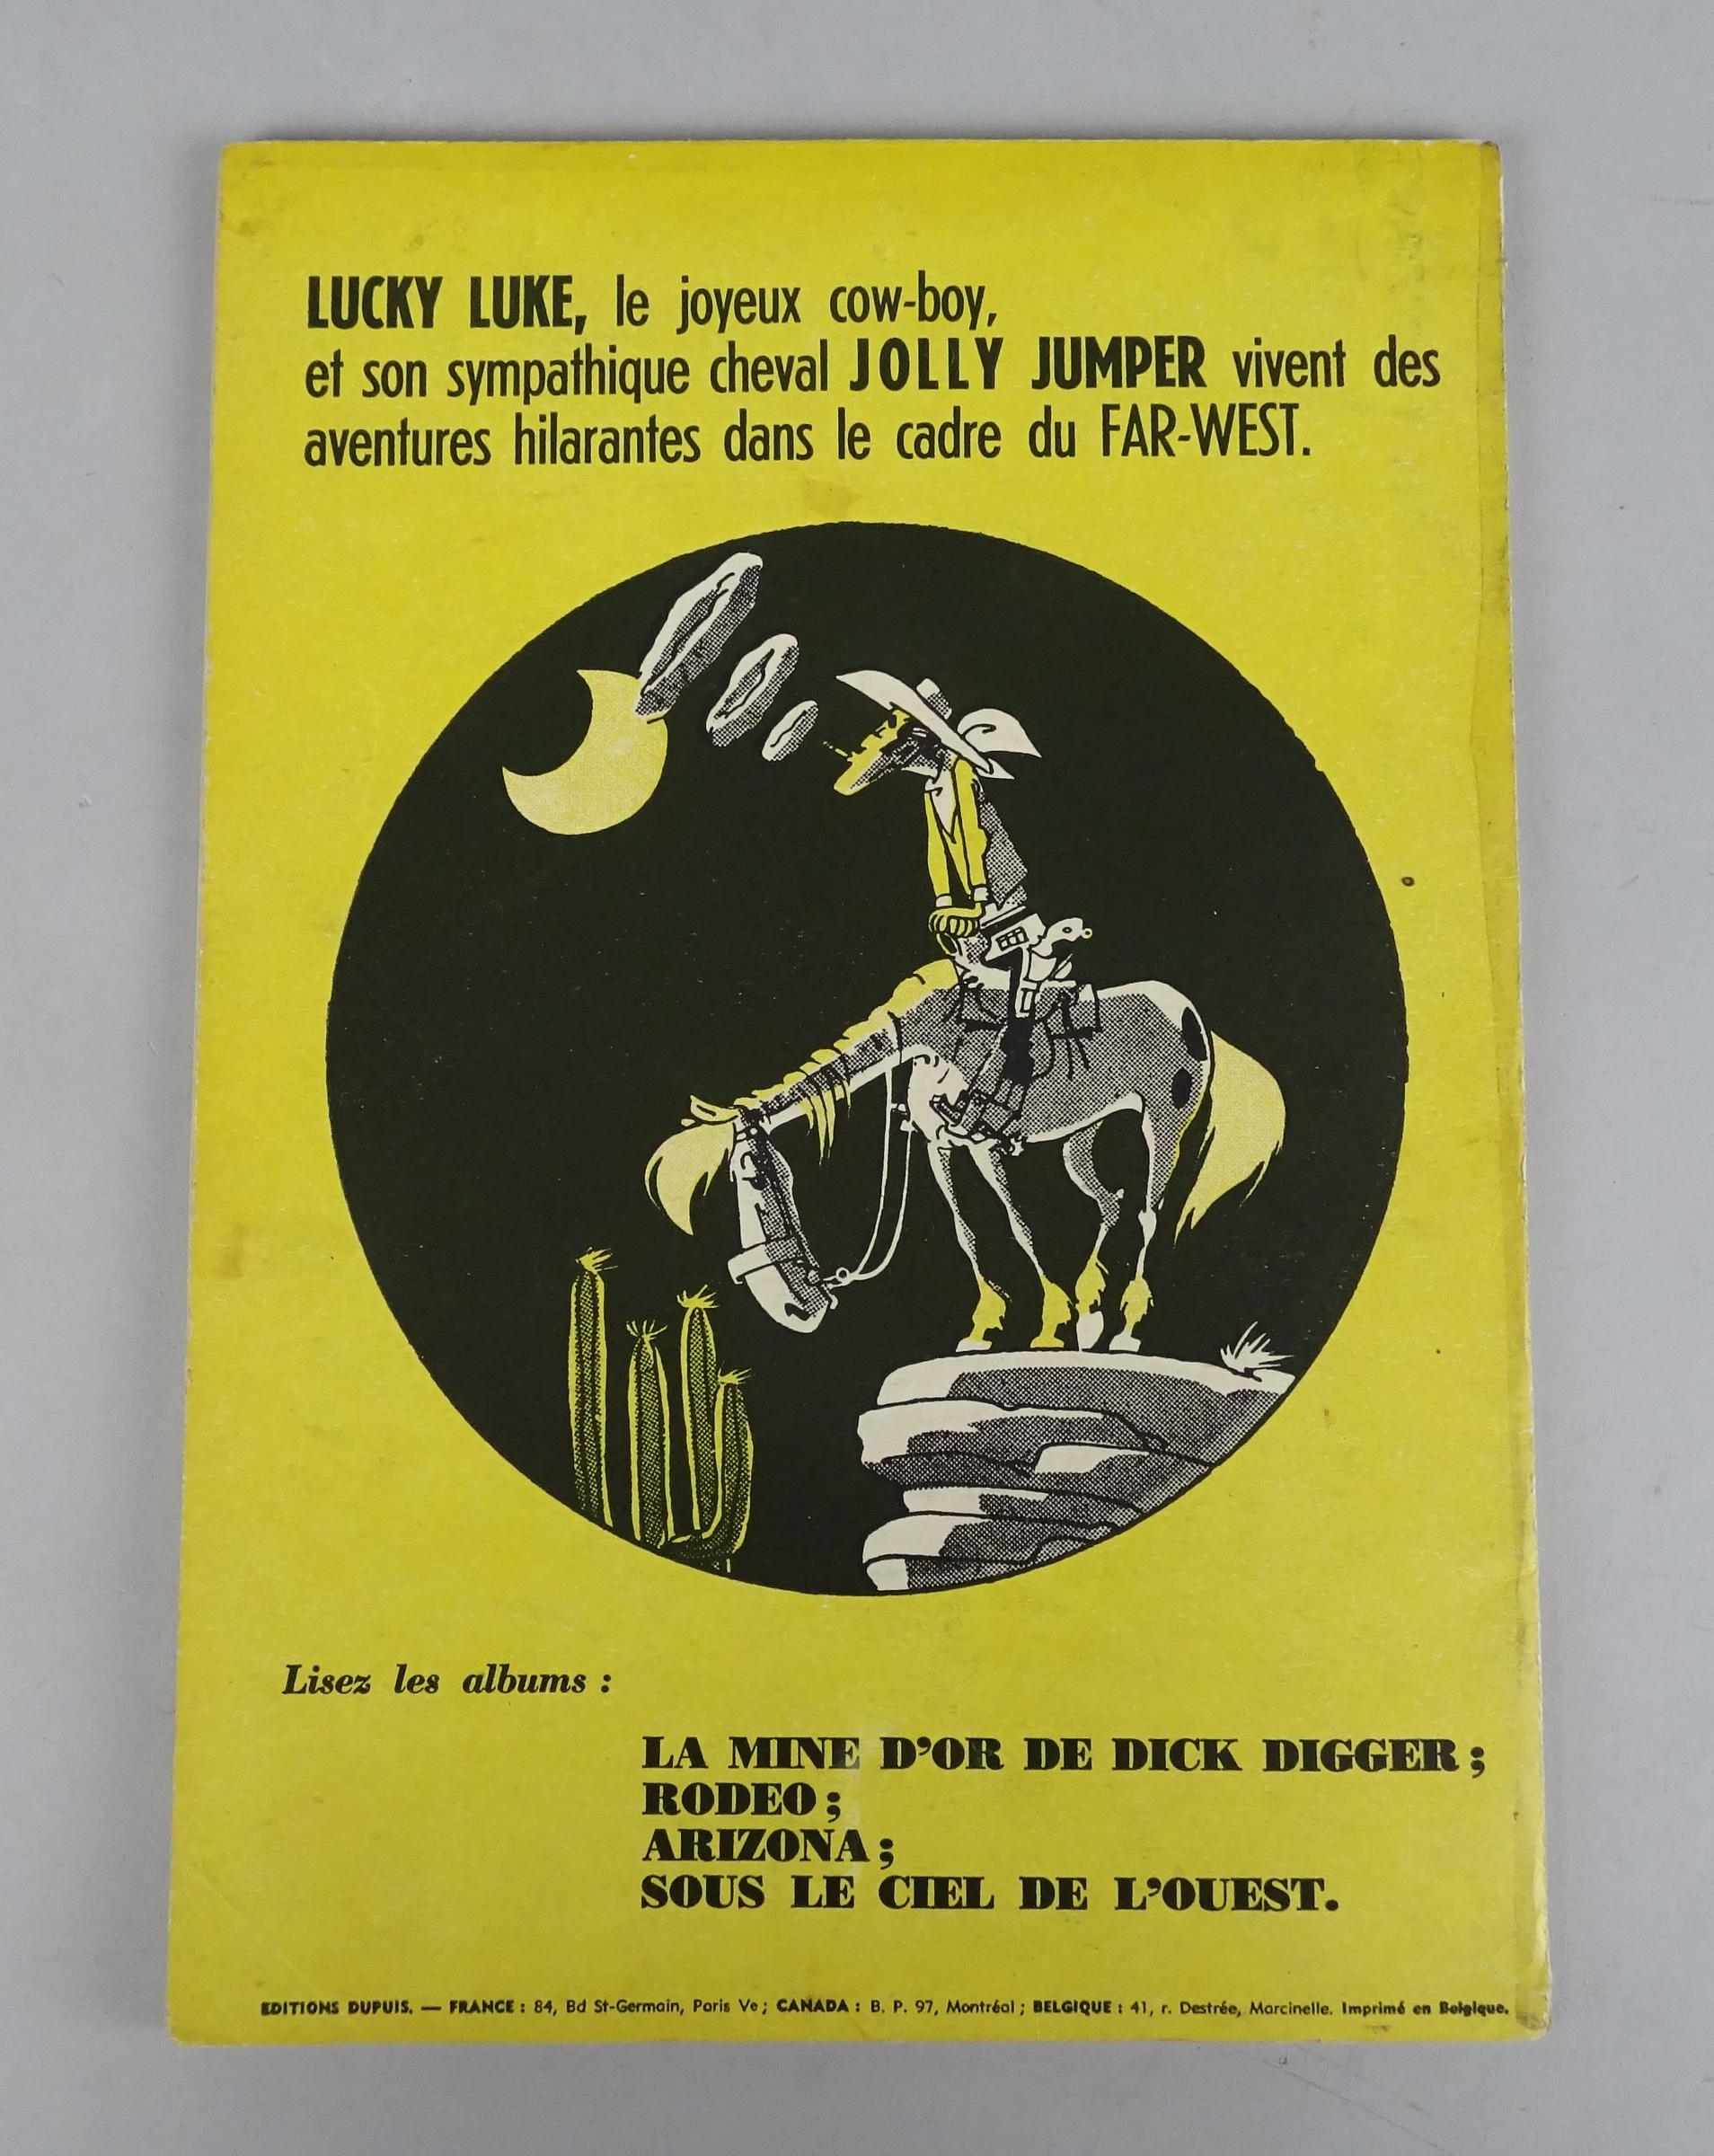 LUCKY LUKE, le joyeux cow-boy,
et son sympathique cheval JOLLY JUMPER vivent des
aventures hilarantes dans le cadre du FAR-WEST.
Lisez les albums :
LA MINE D'OR DE DICK DIGGER ;
RODEO ;
ARIZONA ;
SOUS LE CIEL DE L'OUEST.
EDITIONS DUPUIS. — FRANCE : 84, Bd St-Germain, Paris Ve ; CANADA : B. P. 97, Montréal ; BELGIQUE : 41, r. Destrée, Marcinelle. Imprimé en Belgique.